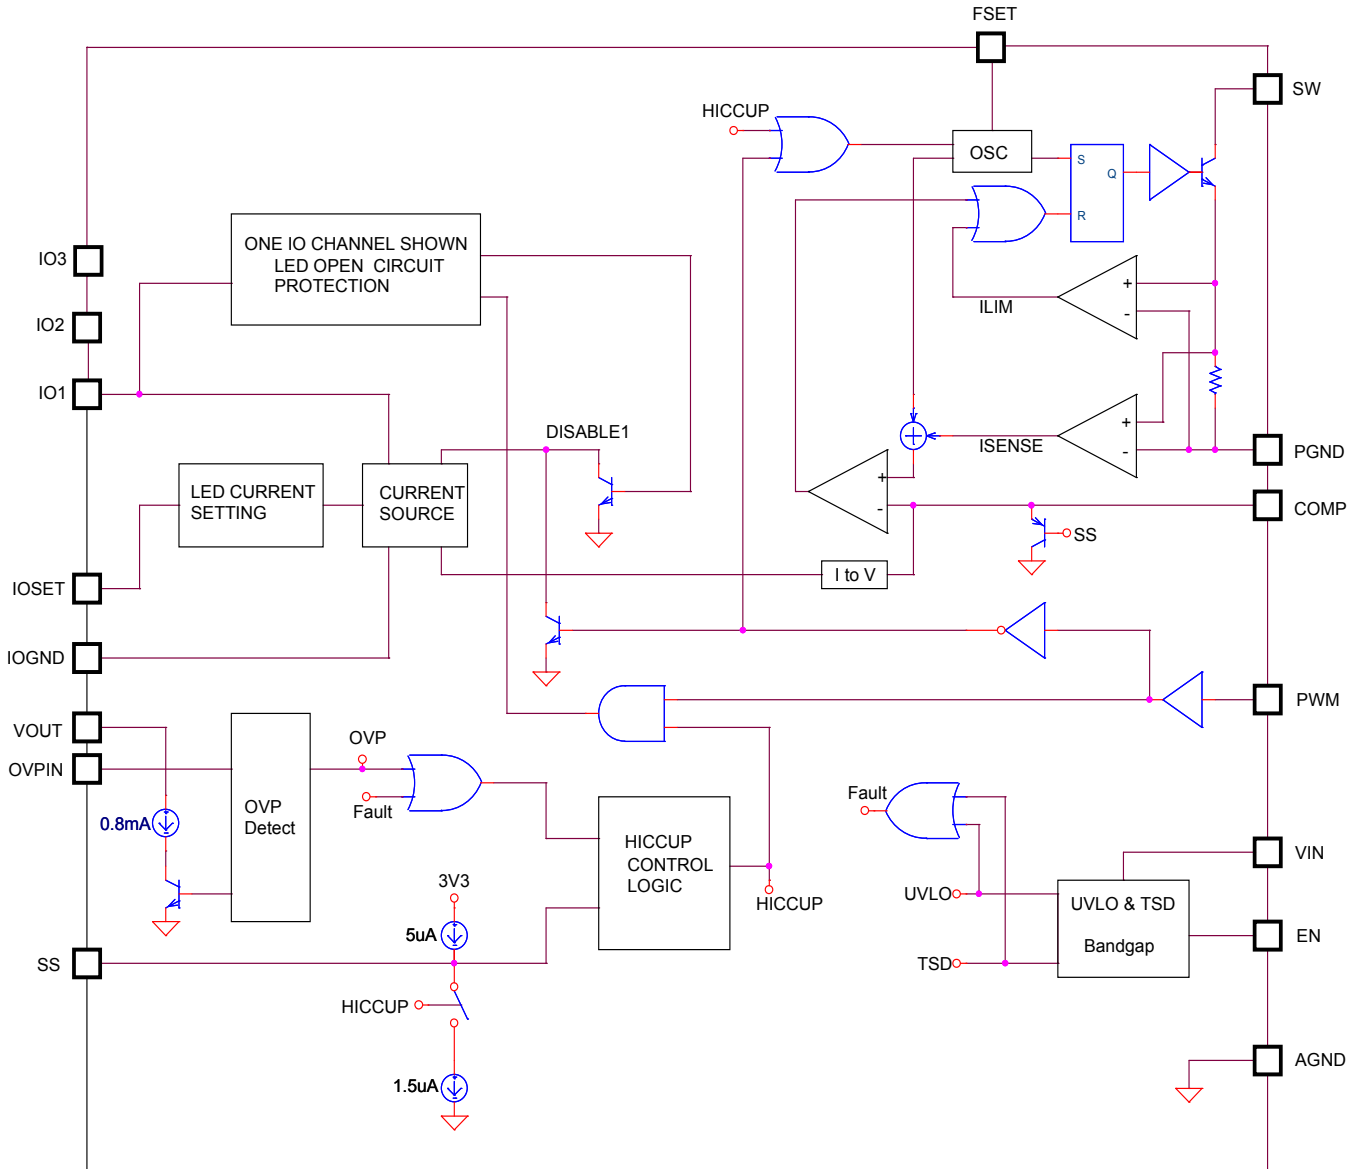 FSET
SW
HICCUP
OSC
S
Q
R
ONE IO CHANNEL SHOWN
LED OPEN CIRCUIT
PROTECTION
IO3
IO2
IO1
+
-
ILIM
DISABLE1
+
-
ISENSE
PGND
LED CURRENT
SETTING
CURRENT
SOURCE
+
-
COMP
SS
I to V
IOSET
IOGND
PWM
VOUT
OVPIN
OVP
Fault
0.8mA
OVP
Detect
HICCUP
CONTROL
LOGIC
HICCUP
Fault
VIN
UVLO
UVLO & TSD
Bandgap
EN
TSD
3V3
5uA
SS
HICCUP
1.5uA
AGND